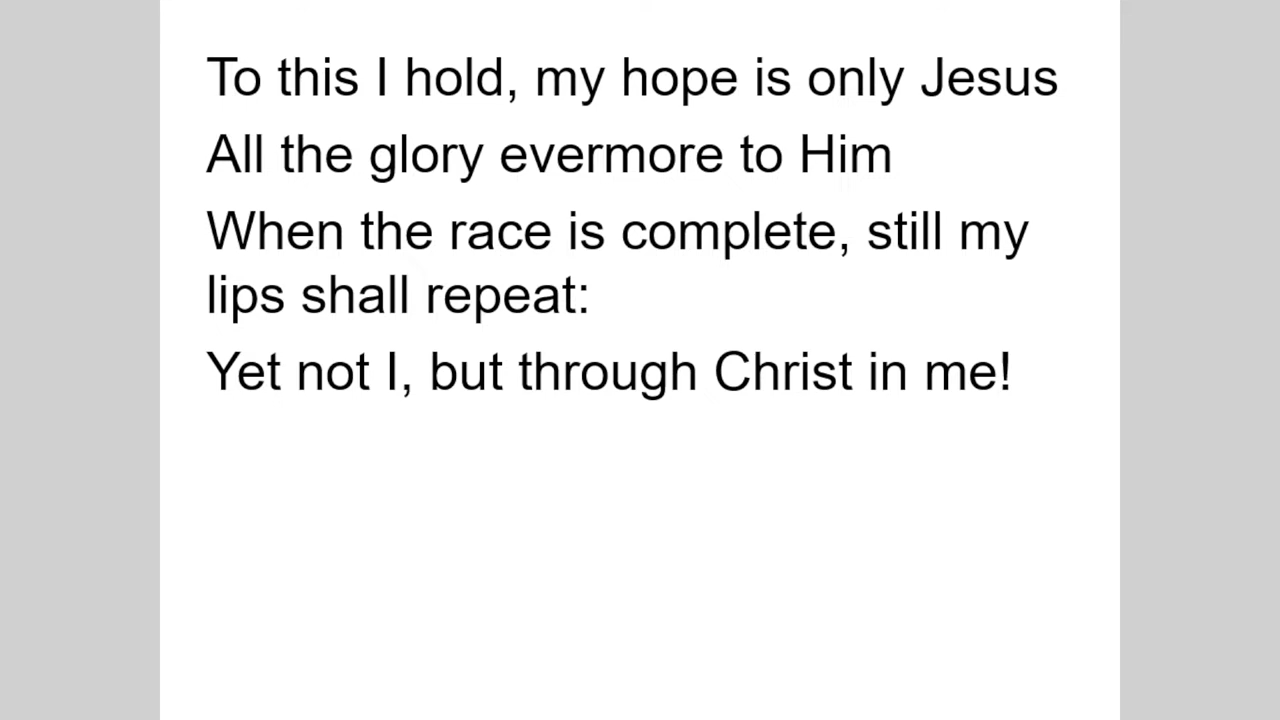 To this I hold, my hope is only Jesus
All the glory evermore to Him
When the race is complete, still my
lips shall repeat:
Yet not I, but through Christ in me!